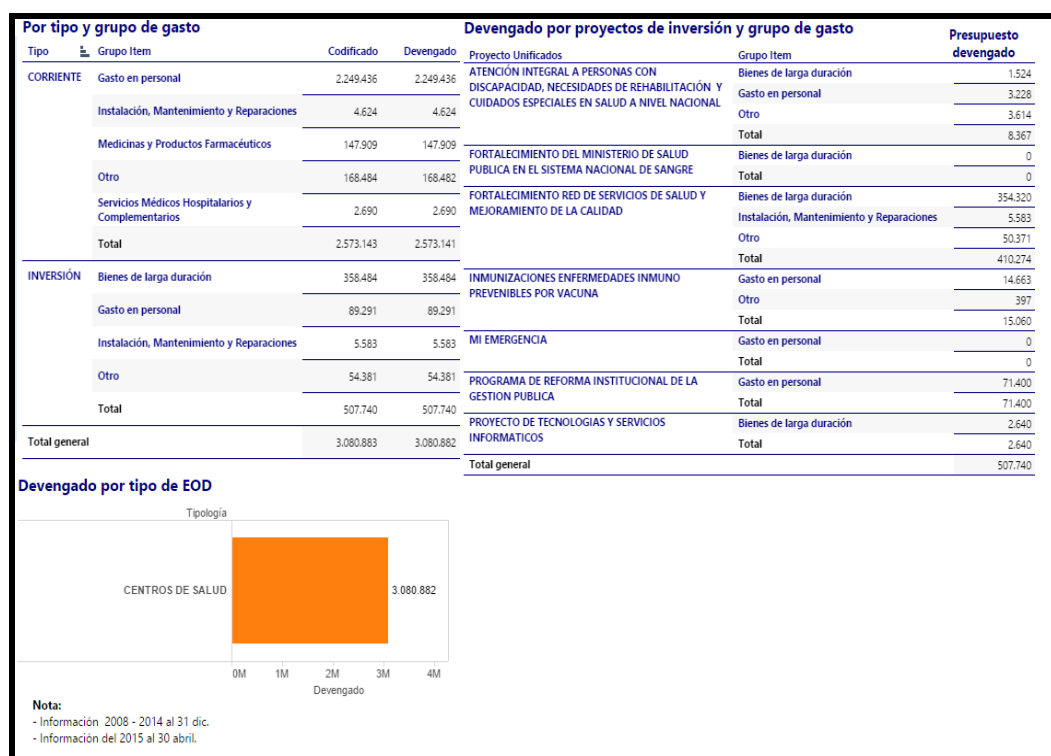 Por tipo y grupo de gasto
Tipo Grupo Item Codificado Devengado
CORRIENTE Gasto en personal 2.249.436 2.249.436
Instalación, Mantenimiento y Reparaciones 4.624 4.624
Medicinas y Productos Farmacéuticos 147.909 147.909
Otro 168.484 168.482
Servicios Médicos Hospitalarios y
Complementarios 2.690 2.690
Total 2.573.143 2.573.141
INVERSIÓN Bienes de larga duración 358.484 358.484
Gasto en personal 89.291 89.291
Instalación, Mantenimiento y Reparaciones 5.583 5.583
Otro 54.381 54.381
Total 507.740 507.740
Total general 3.080.883 3.080.882
Devengado por proyectos de inversión y grupo de gasto
Presupuesto
devengado
Proyecto Unificados Grupo Item
ATENCIÓN INTEGRAL A PERSONAS CON Bienes de larga duración 1.524
DISCAPACIDAD, NECESIDADES DE REHABILITACIÓN Y Gasto en personal 3.228
CUIDADOS ESPECIALES EN SALUD A NIVEL NACIONAL Otro 3.614
Total 8.367
FORTALECIMIENTO DEL MINISTERIO DE SALUD Bienes de larga duración 0
PUBLICA EN EL SISTEMA NACIONAL DE SANGRE Total 0
FORTALECIMIENTO RED DE SERVICIOS DE SALUD Y Bienes de larga duración 354.320
MEJORAMIENTO DE LA CALIDAD Instalación, Mantenimiento y Reparaciones 5.583
Otro 50.371
Total 410.274
INMUNIZACIONES ENFERMEDADES INMUNO Gasto en personal 14.663
PREVENIBLES POR VACUNA Otro 397
Total 15.060
MI EMERGENCIA Gasto en personal 0
Total 0
PROGRAMA DE REFORMA INSTITUCIONAL DE LA Gasto en personal 71.400
GESTION PUBLICA Total 71.400
PROYECTO DE TECNOLOGIAS Y SERVICIOS Bienes de larga duración 2.640
INFORMATICOS Total 2.640
Total general 507.740
Devengado por tipo de EOD
Tipología
CENTROS DE SALUD 3.080.882
0M 1M 2M 3M 4M
Devengado
Nota:
- Información 2008 - 2014 al 31 dic.
- Información del 2015 al 30 abril.